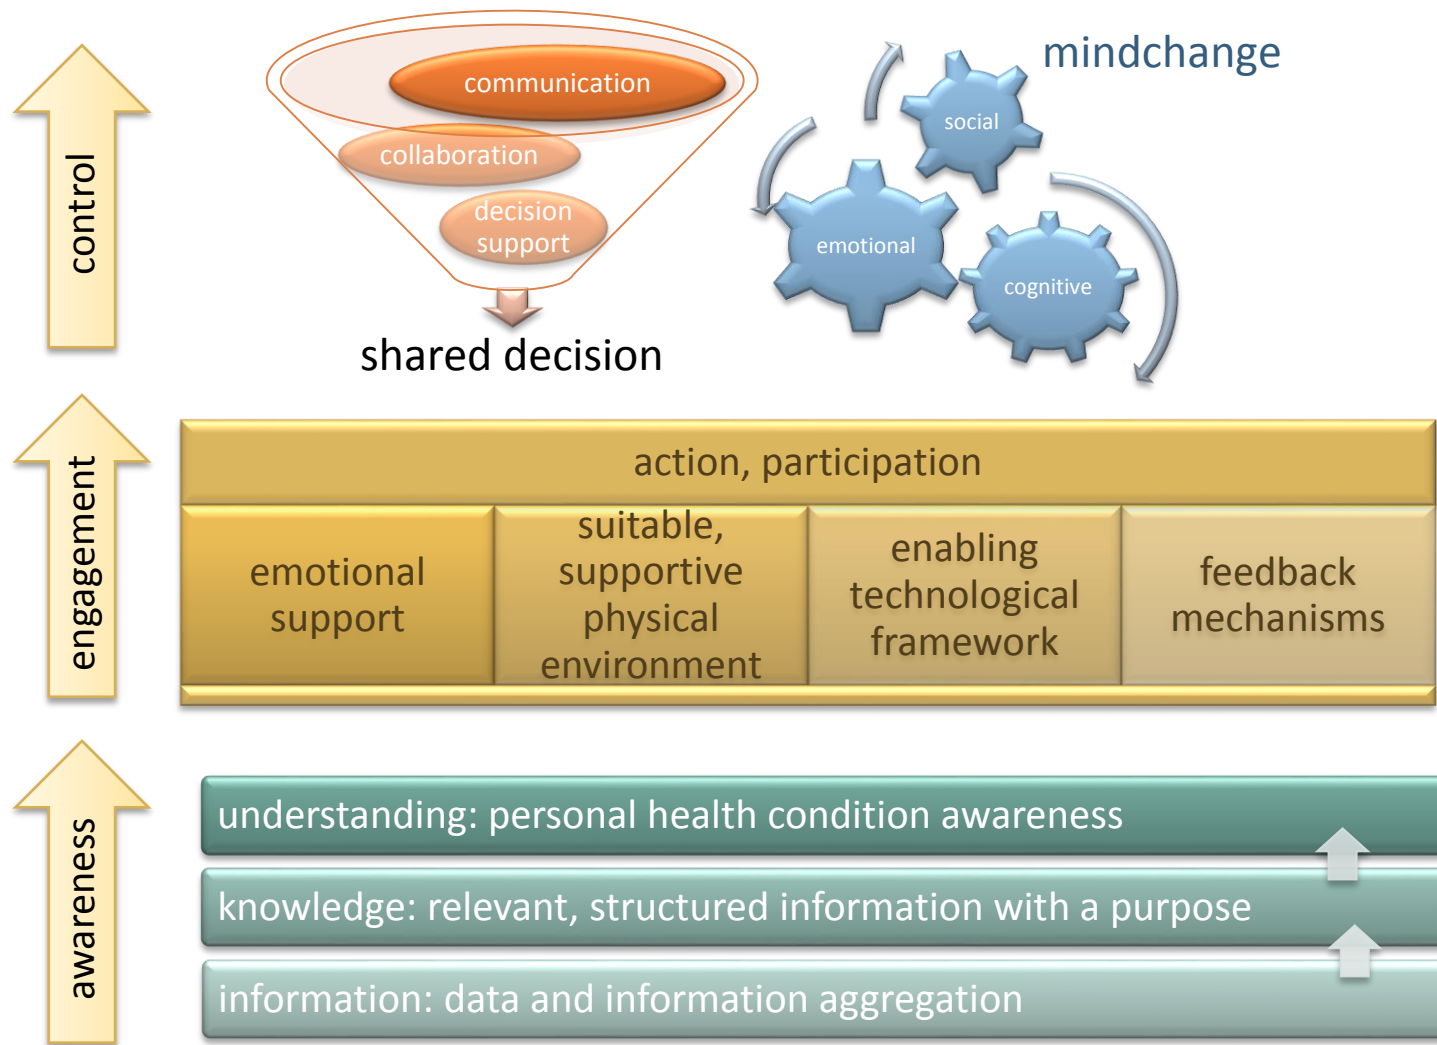 control
communication
collaboration
decision
support
shared decision
mindchange
social
emotional
cognitive
engagement
action, participation
emotional
support
suitable,
supportive
physical
environment
enabling
technological
framework
feedback
mechanisms
awareness
understanding: personal health condition awareness
knowledge: relevant, structured information with a purpose
information: data and information aggregation